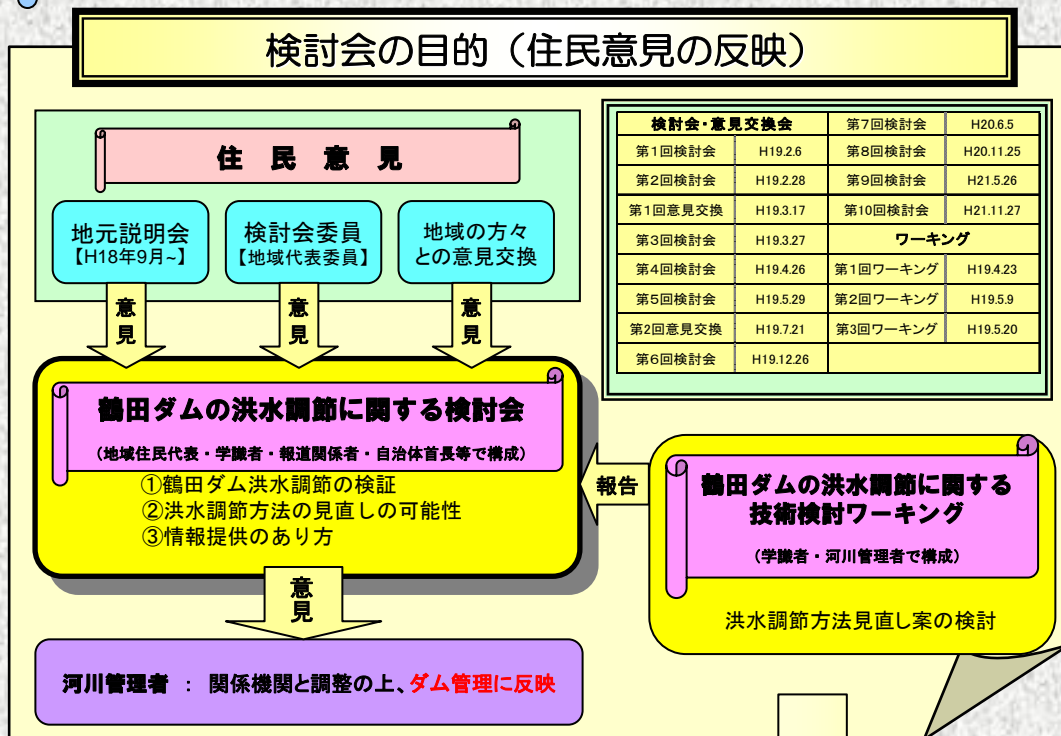 検討会の目的（住民意見の反映）
住民意見
地元説明会
【H18年9月~】
検討会委員
【地域代表委員】
地域の方々
との意見交換
意見
意見
意見
検討会・意見交換会 第7回検討会 H20.6.5
第1回検討会 H19.2.6 第8回検討会 H20.11.25
第2回検討会 H19.2.28 第9回検討会 H21.5.26
第1回意見交換 H19.3.17 第10回検討会 H21.11.27
第3回検討会 H19.3.27 ワーキング
第4回検討会 H19.4.26 第1回ワーキング H19.4.23
第5回検討会 H19.5.29 第2回ワーキング H19.5.9
第2回意見交換 H19.7.21 第3回ワーキング H19.5.20
第6回検討会 H19.12.26
鶴田ダムの洪水調節に関する検討会
（地域住民代表・学識者・報道関係者・自治体首長等で構成）
①鶴田ダム洪水調節の検証
②洪水調節方法の見直しの可能性
③情報提供のあり方
報告
鶴田ダムの洪水調節に関する
技術検討ワーキング
（学識者・河川管理者で構成）
洪水調節方法見直し案の検討
意見
河川管理者 ： 関係機関と調整の上、ダム管理に反映